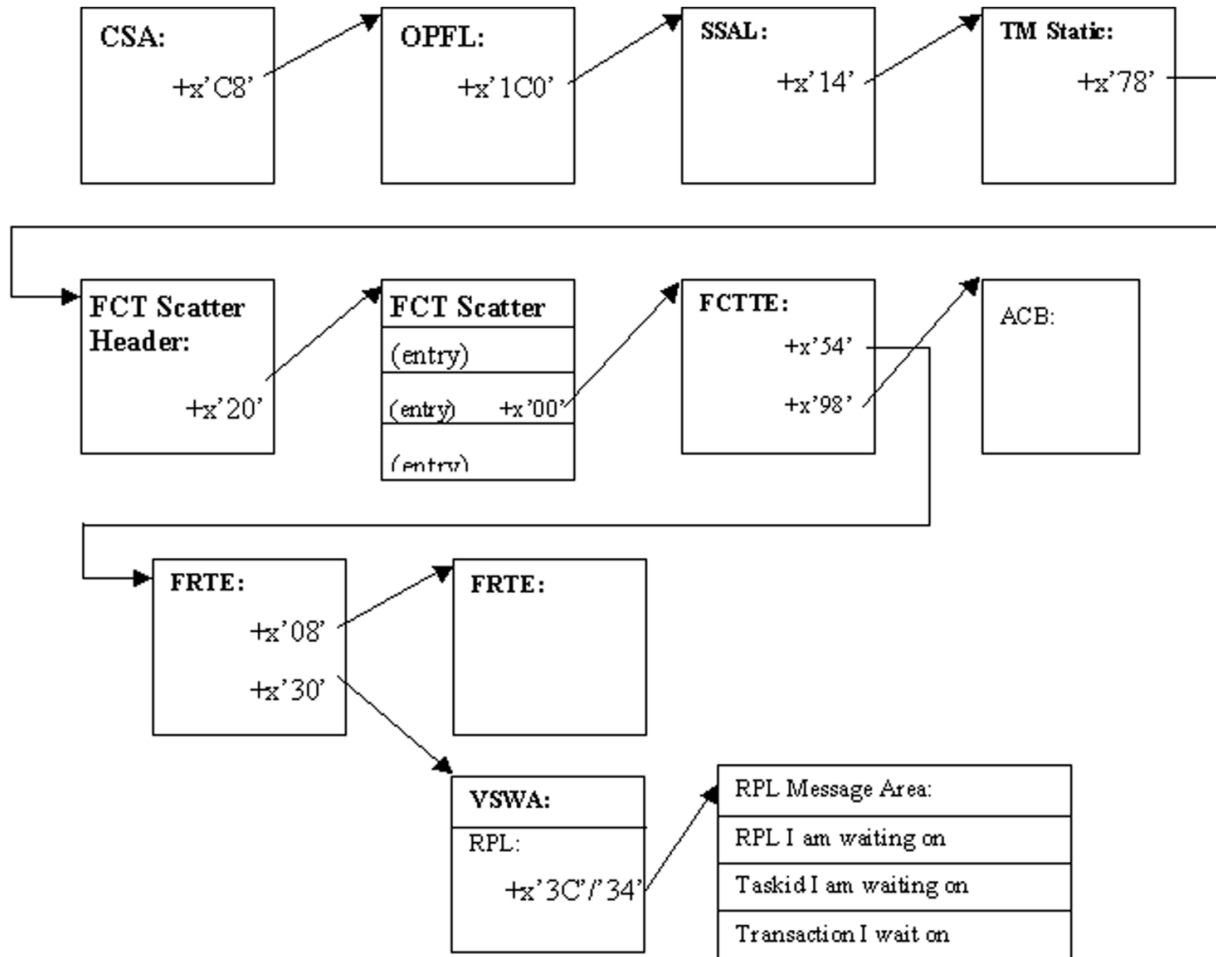 CSA:
+x'C8'
OPFL:
+x'1C0'
SSAL:
+x'14'
TM Static:
+x'78'
FCT Scatter
Header:
+x'20'
FCT Scatter
(entry)
(entry) +x'00'
(entry)
FCTTE:
+x'54'
+x'98'
ACB:
FRTE:
+x'08'
+x'30'
FRTE:
VSWA:
RPL:
+x'3C'/'34'
RPL Message Area:
RPL I am waiting on
Taskid I am waiting on
Transaction I wait on